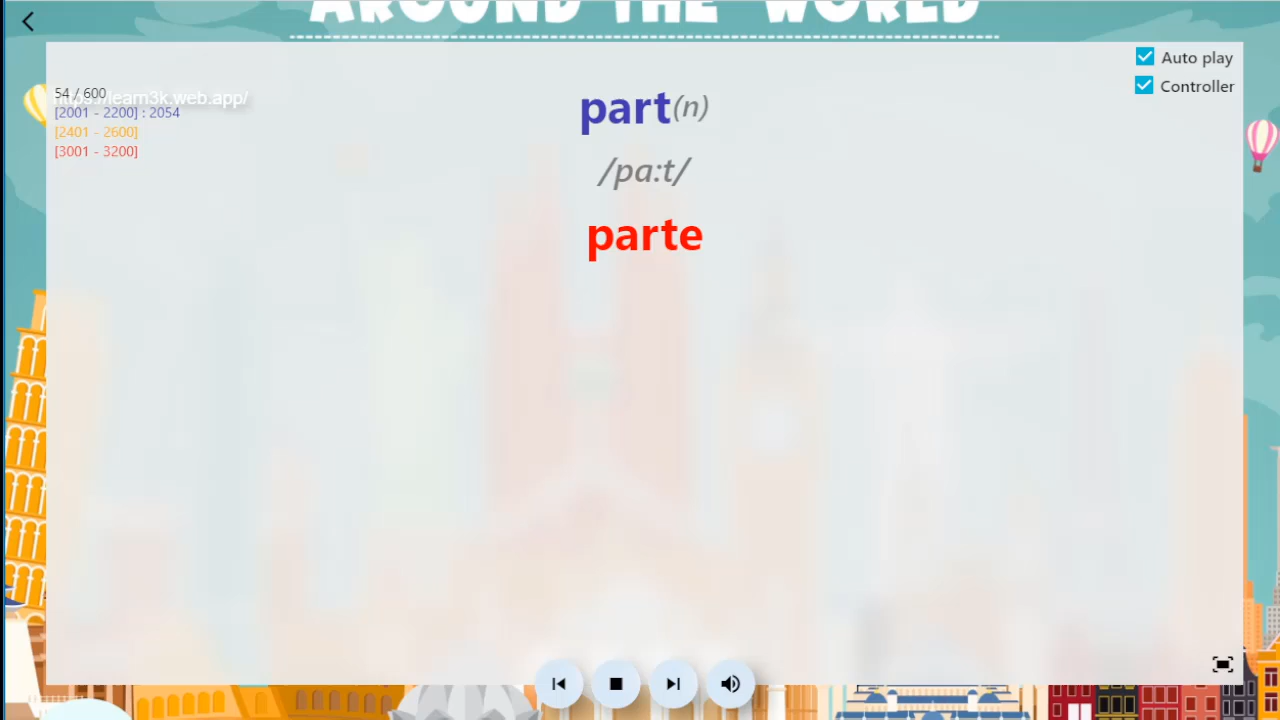 AROUND THE WORLD
Auto play
Controller
54 / 600
https://learn3k.web.app/
[2001 - 2200] : 2054
[2401 - 2600]
[3001 - 3200]
part(n)
/pa:t/
parte